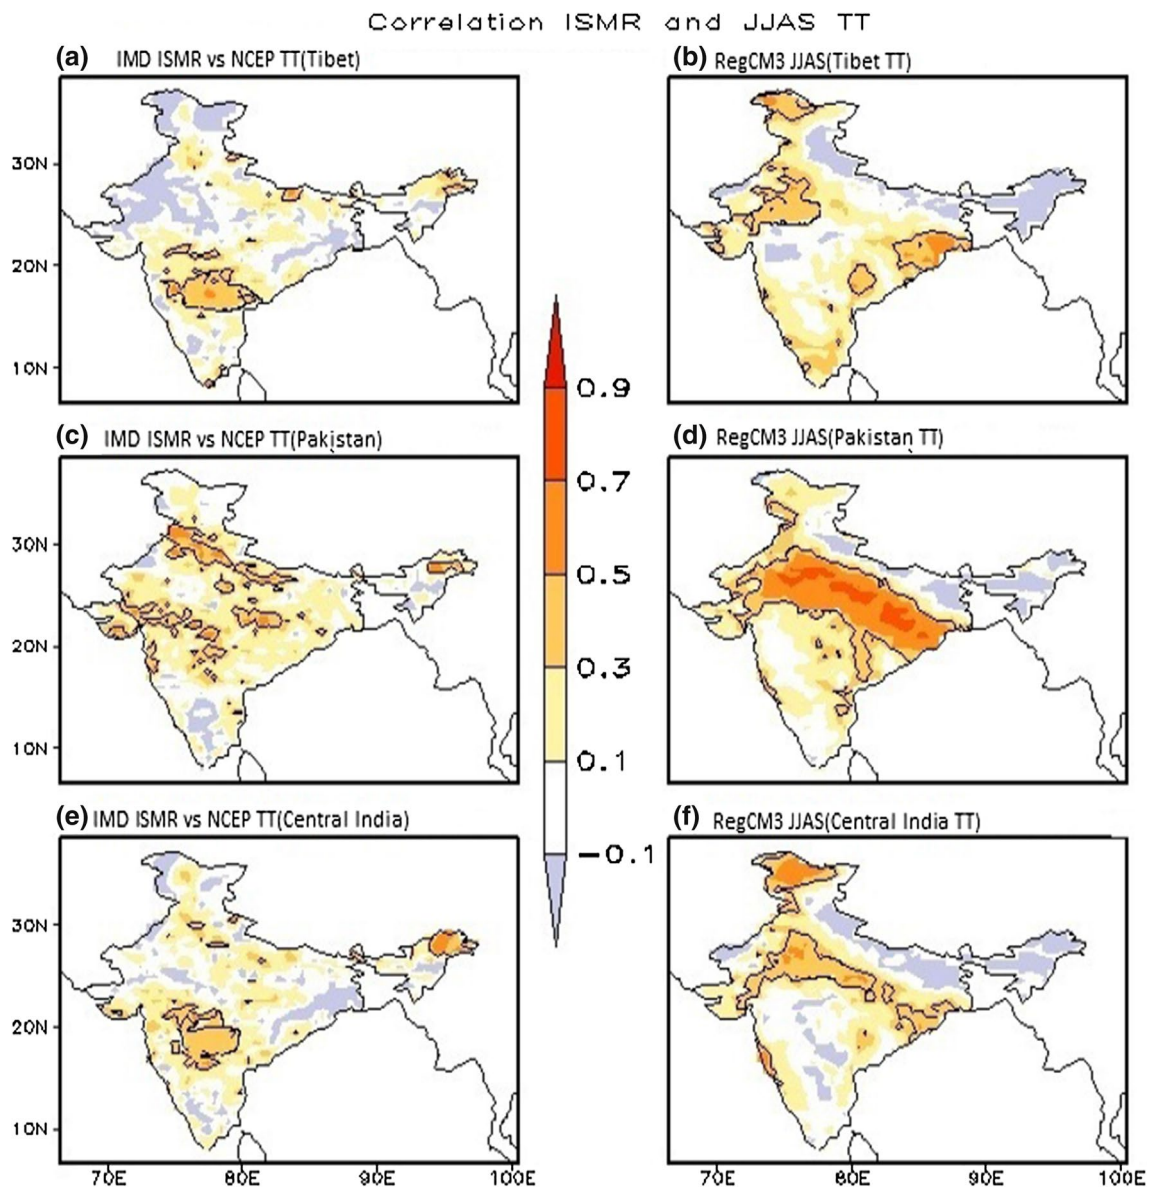 Correlation ISMR and JJAS TT
(a) IMD ISMR vs NCEP TT(Tibet)
(b) RegCM3 JJAS(Tibet TT)
30N
20N
10N
(c) IMD ISMR vs NCEP TT(Pakistan)
(d) RegCM3 JJAS(Pakistan TT)
30N
20N
10N
0.9
0.7
0.5
0.3
0.1
-0.1
(e) IMD ISMR vs NCEP TT(Central India)
(f) RegCM3 JJAS(Central India TT)
30N
20N
10N
70E 80E 90E 100E
70E 80E 90E 100E